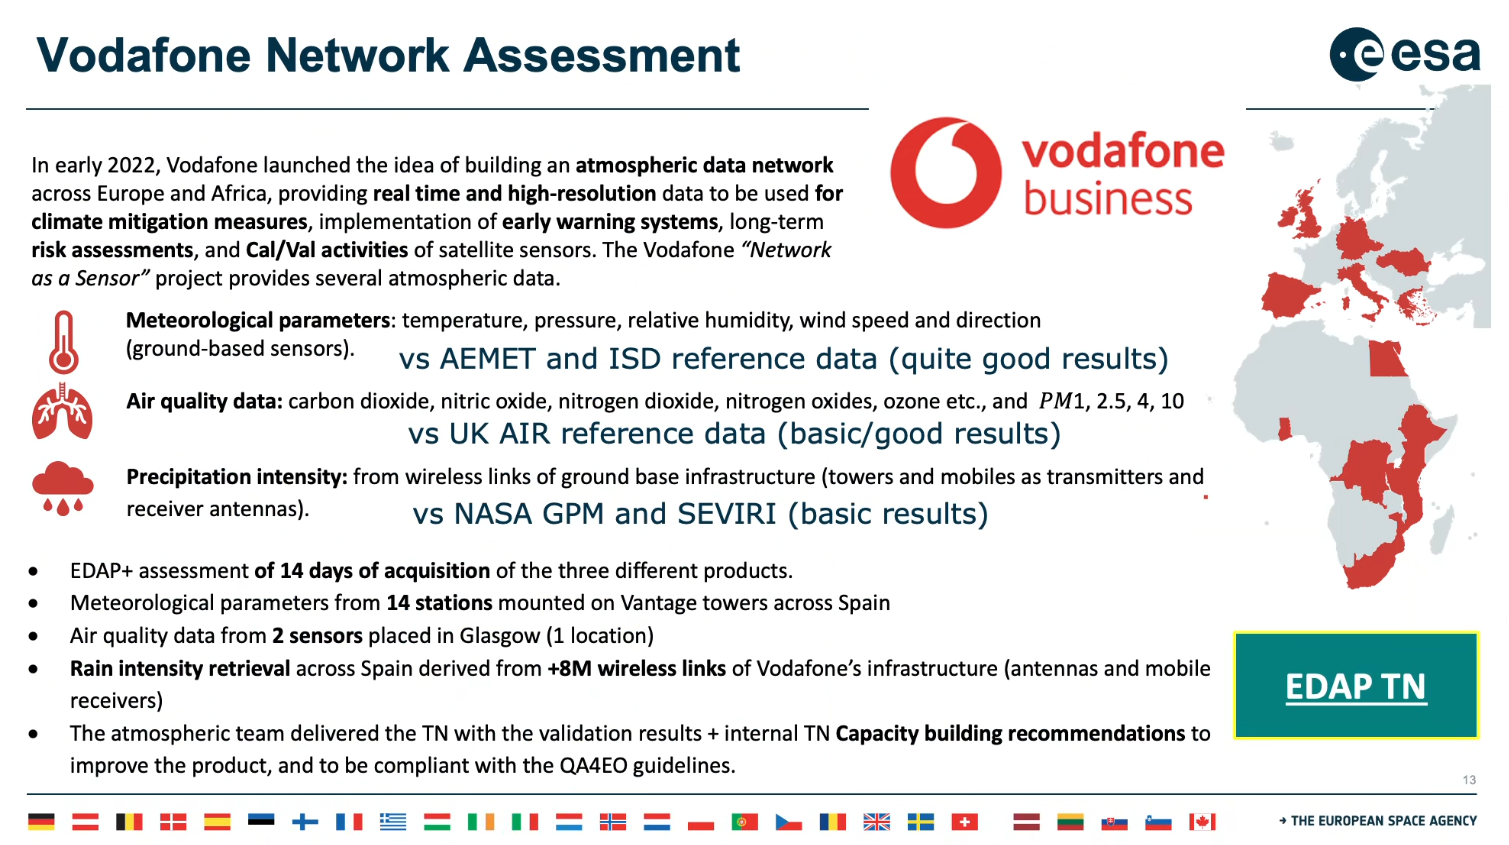 Vodafone Network Assessment
esa
vodafone
business
In early 2022, Vodafone launched the idea of building an atmospheric data network
across Europe and Africa, providing real time and high-resolution data to be used for
climate mitigation measures, implementation of early warning systems, long-term
risk assessments, and Cal/Val activities of satellite sensors. The Vodafone “Network
as a Sensor” project provides several atmospheric data.
Meteorological parameters: temperature, pressure, relative humidity, wind speed and direction
(ground-based sensors).
vs AEMET and ISD reference data (quite good results)
Air quality data: carbon dioxide, nitric oxide, nitrogen dioxide, nitrogen oxides, ozone etc., and PM1, 2.5, 4, 10
vs UK AIR reference data (basic/good results)
Precipitation intensity: from wireless links of ground base infrastructure (towers and mobiles as transmitters and
receiver antennas).
vs NASA GPM and SEVIRI (basic results)
• EDAP+ assessment of 14 days of acquisition of the three different products.
• Meteorological parameters from 14 stations mounted on Vantage towers across Spain
• Air quality data from 2 sensors placed in Glasgow (1 location)
• Rain intensity retrieval across Spain derived from +8M wireless links of Vodafone’s infrastructure (antennas and mobile
receivers)
• The atmospheric team delivered the TN with the validation results + internal TN Capacity building recommendations to
improve the product, and to be compliant with the QA4EO guidelines.
EDAP TN
13
→ THE EUROPEAN SPACE AGENCY